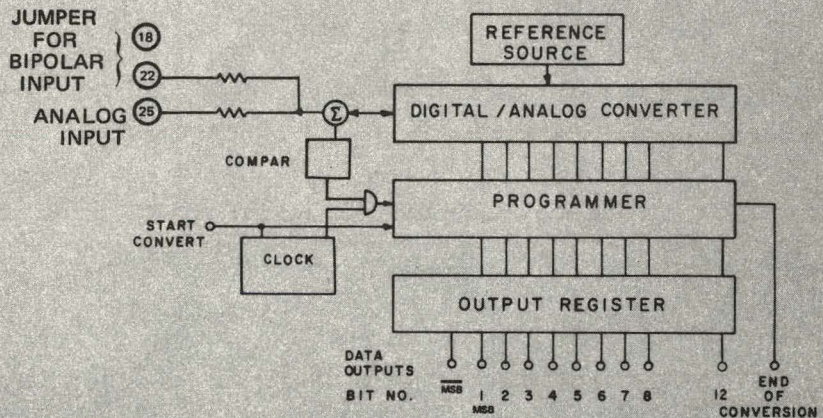 JUMPER
FOR
BIPOLAR
INPUT
18
22
ANALOG
INPUT
25
REFERENCE
SOURCE
Σ
DIGITAL / ANALOG CONVERTER
COMPAR
PROGRAMMER
START
CONVERT
CLOCK
OUTPUT REGISTER
DATA
OUTPUTS
BIT NO. MSB 1 2 3 4 5 6 7 8 12
MSB
END
OF
CONVERSION